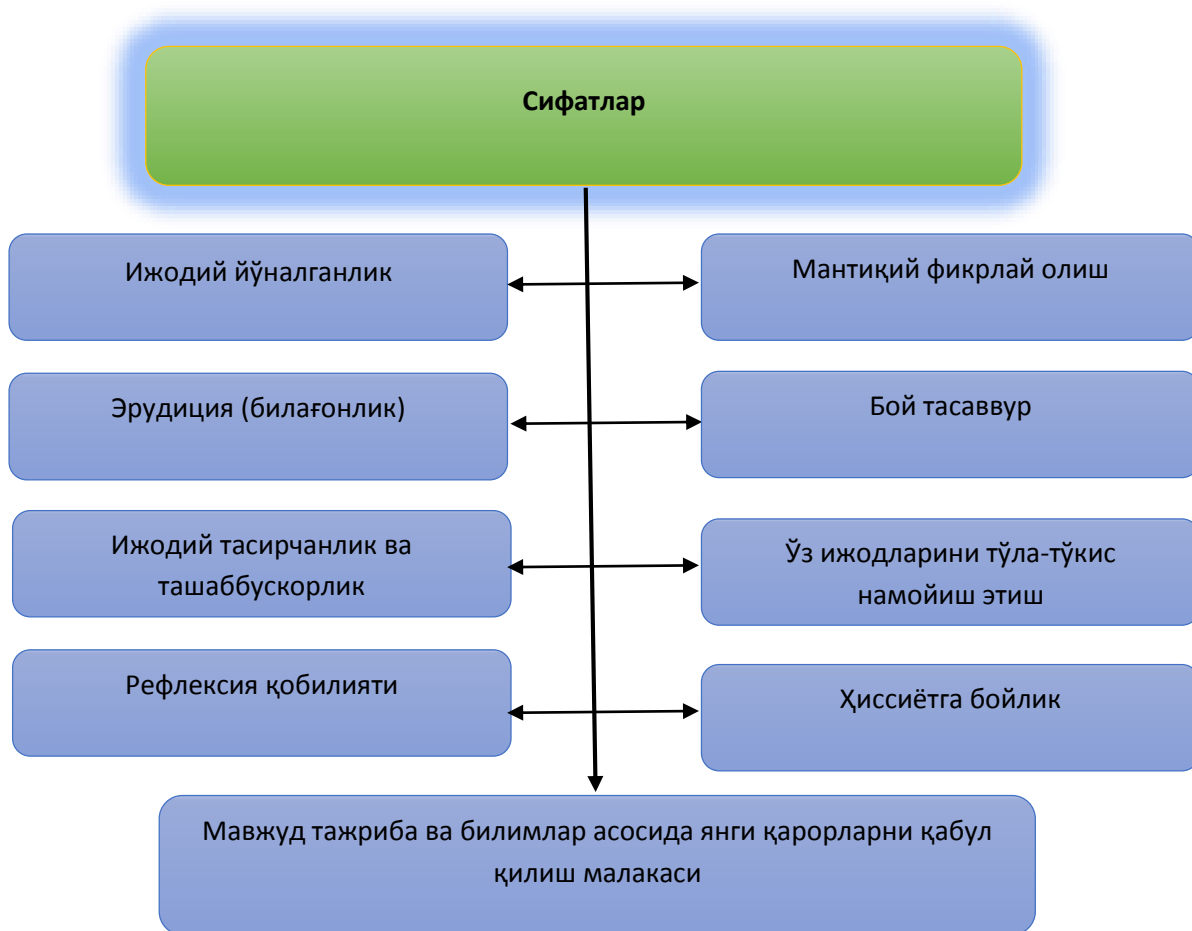 Сифатлар
Ижодий йўналганлик
Мантиқий фикрлай олиш
Эрудиция (билағонлик)
Бой тасаввур
Ижодий тасирчанлик ва
ташаббускорлик
Ўз ижодларини тўла-тўкис
намойиш этиш
Рефлексия қобилияти
Ҳиссиётга бойлик
Мавжуд тажриба ва билимлар асосида янги қарорларни қабул
қилиш малакаси